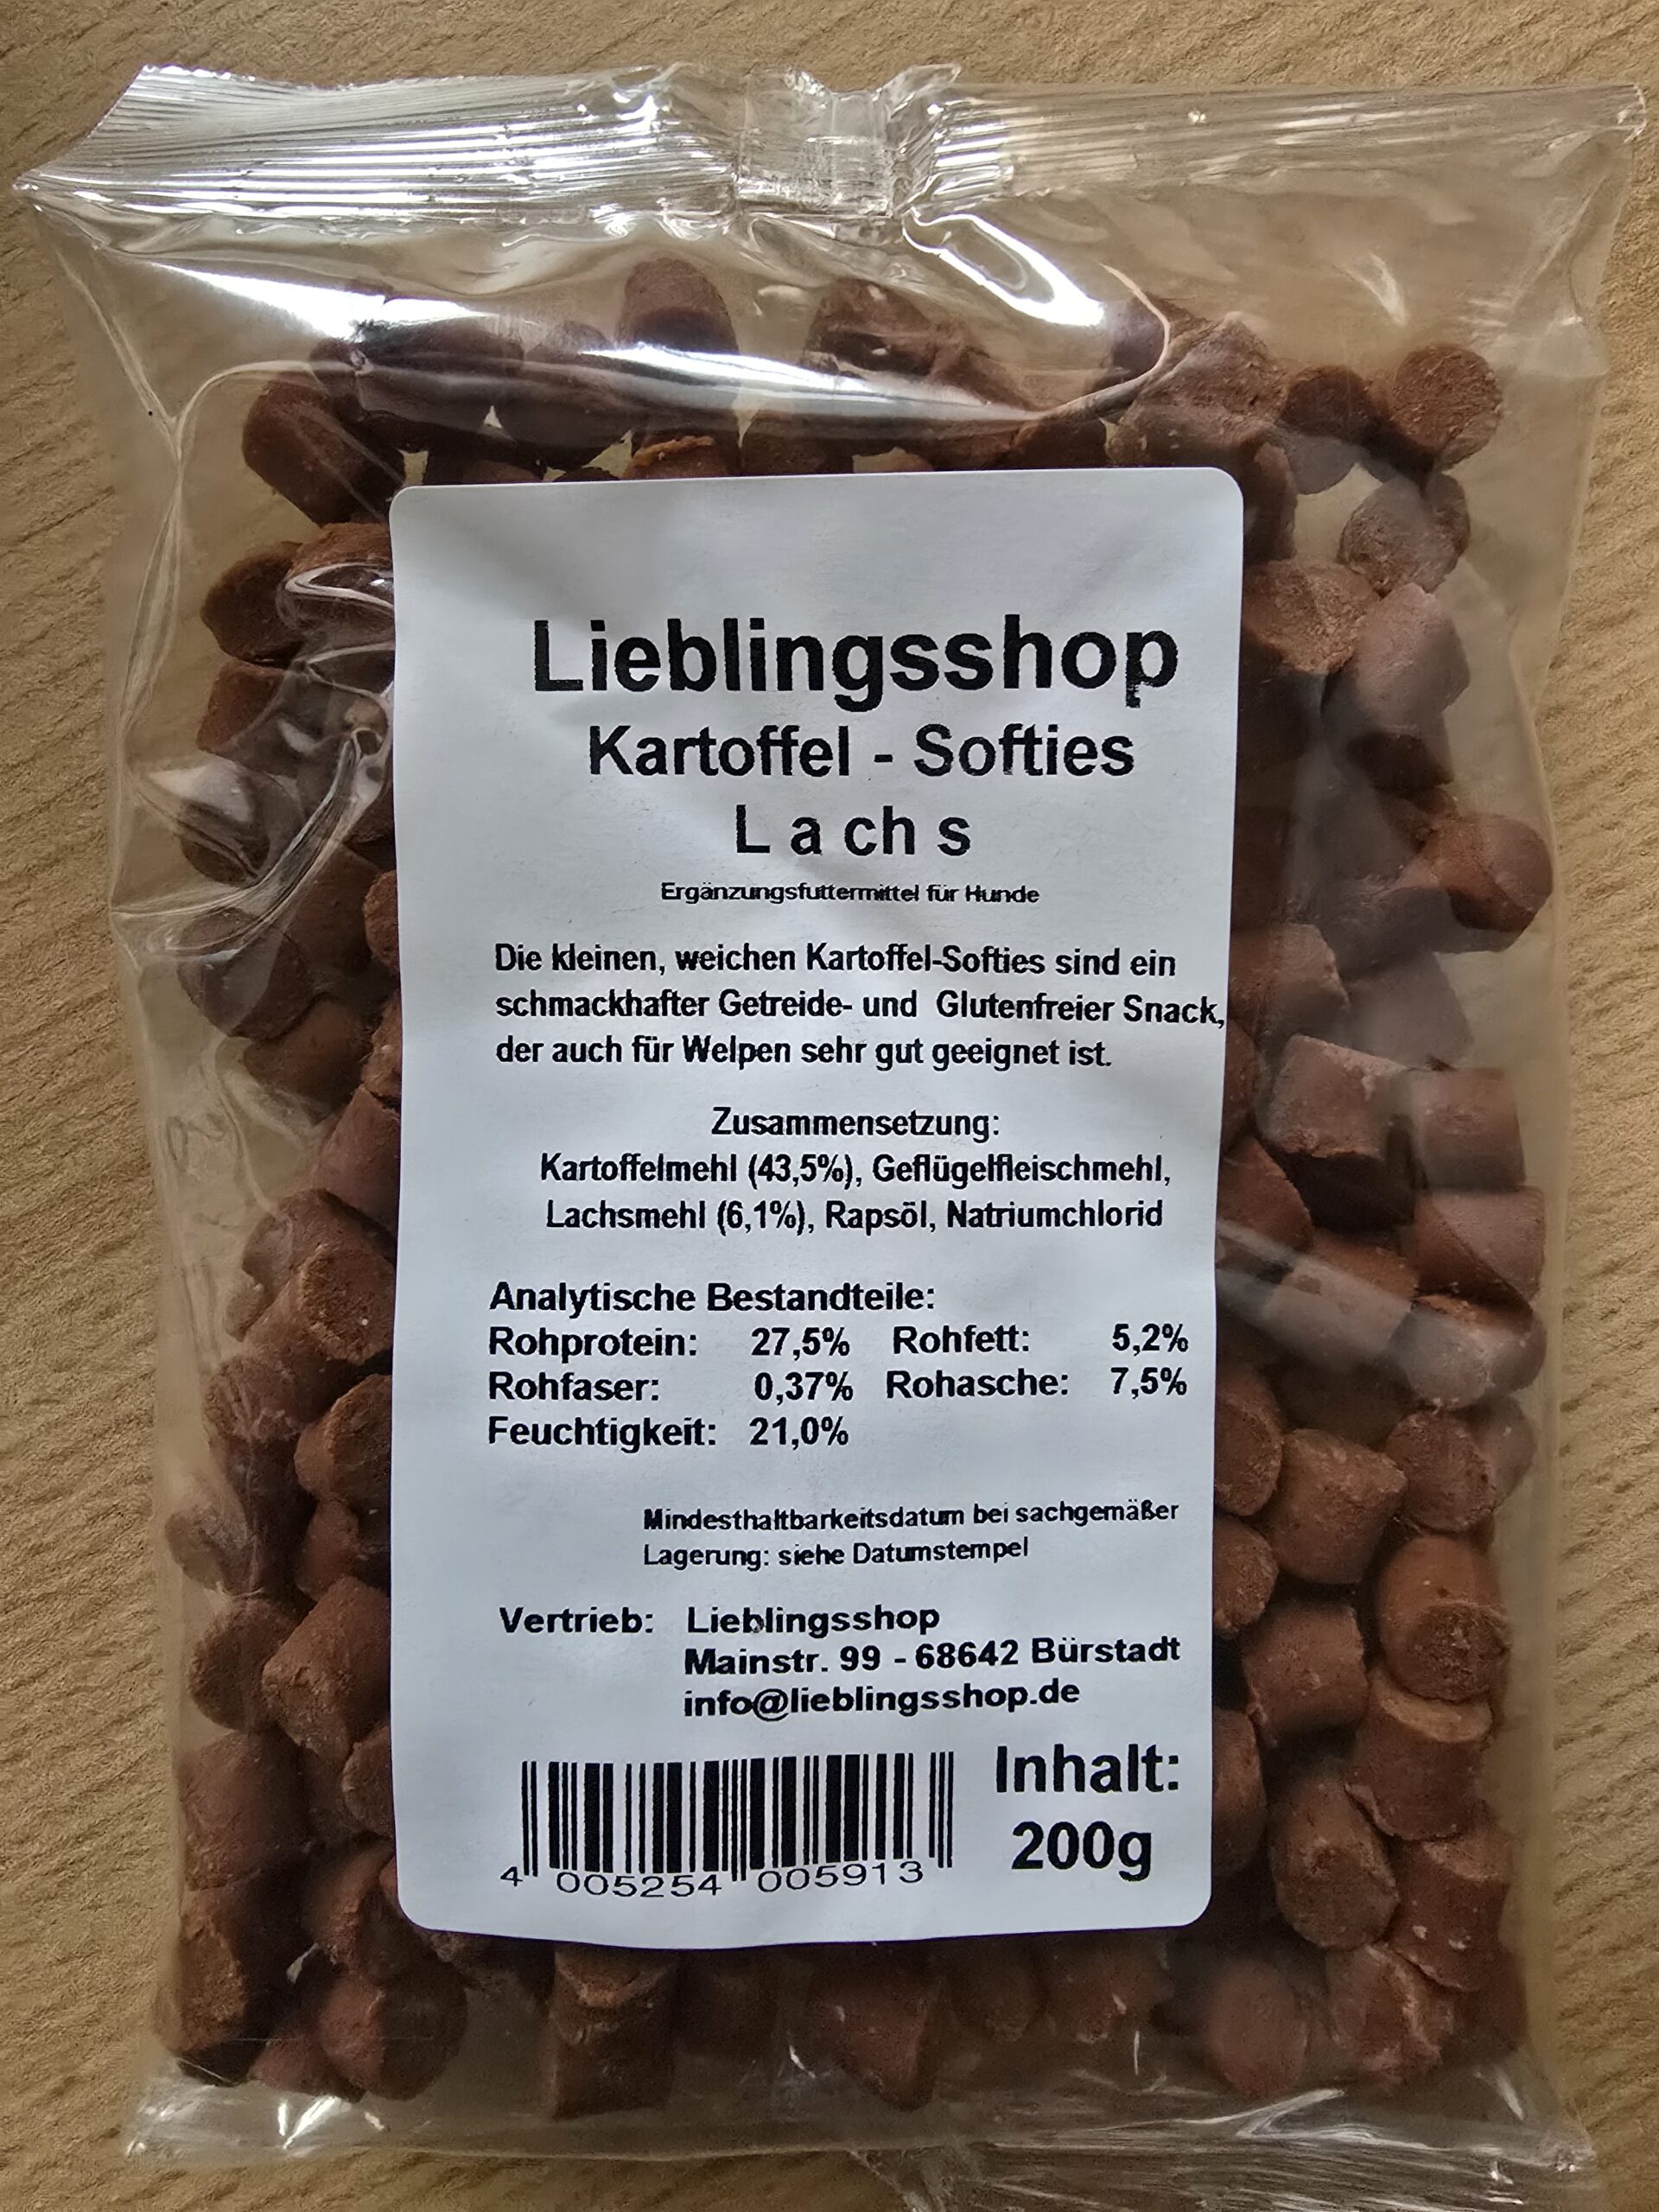 Lieblingsshop
Kartoffel - Softies
L a ch s
Ergänzungsfuttermittel für Hunde
Die kleinen, weichen Kartoffel-Softies sind ein
schmackhafter Getreide- und Glutenfreier Snack,
der auch für Welpen sehr gut geeignet ist.
Zusammensetzung:
Kartoffelmehl (43,5%), Geflügelfleischmehl,
Lachsmehl (6,1%), Rapsöl, Natriumchlorid
Analytische Bestandteile:
Rohprotein: 27,5% Rohfett: 5,2%
Rohfaser: 0,37% Rohasche: 7,5%
Feuchtigkeit: 21,0%
Mindesthaltbarkeitsdatum bei sachgemäßer
Lagerung: siehe Datumstempel
Vertrieb: Lieblingsshop
Mainstr. 99 - 68642 Bürstadt
info@lieblingsshop.de
Inhalt:
200g
4 005254 005913